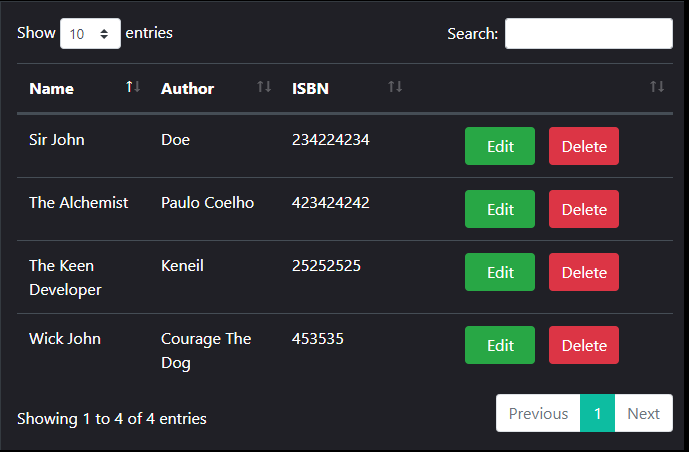 Show 10 entries Search:
Name Author ISBN
Sir John Doe 234224234 Edit Delete
The Alchemist Paulo Coelho 423424242 Edit Delete
The Keen Keneil 25252525 Edit Delete
Developer
Wick John Courage The 453535 Edit Delete
Dog
Showing 1 to 4 of 4 entries Previous 1 Next